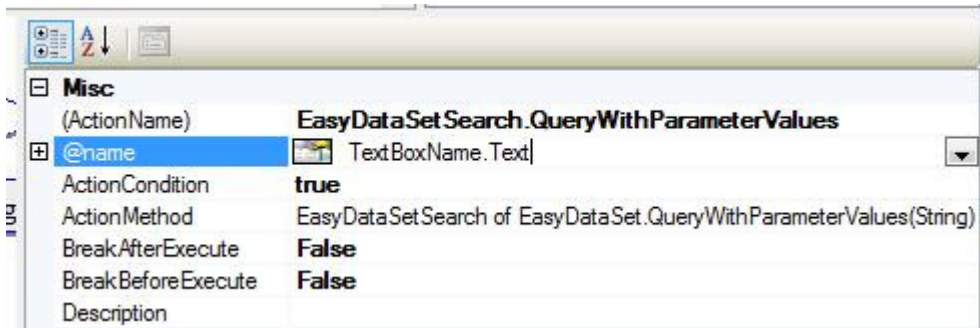 Misc
(ActionName) EasyDataSetSearch.QueryWithParameterValues
@name TextBoxName.Text
ActionCondition true
ActionMethod EasyDataSetSearch of EasyDataSet.QueryWithParameterValues(String)
BreakAfterExecute False
BreakBeforeExecute False
Description